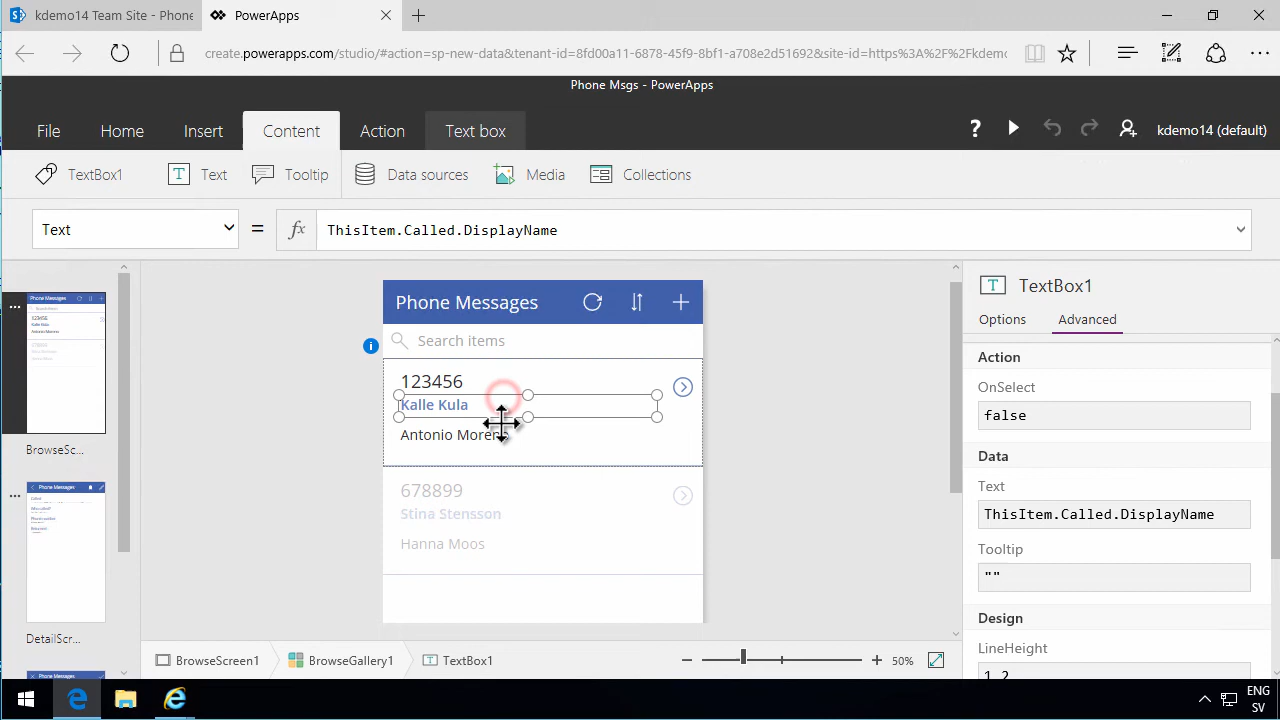 kdemo14 Team Site - Phone
PowerApps
create.powerapps.com/studio/#action=sp-new-data&tenant-id=8fd00a11-6878-45f9-8bf1-a708e2d51692&site-id=https%3A%2F%2Fkdemo
Phone Msgs - PowerApps
File
Home
Insert
Content
Action
Text box
?
kdemo14 (default)
TextBox1
Text
Tooltip
Data sources
Media
Collections
Text
=
fx
ThisItem.Called.DisplayName
BrowseSc...
DetailScr...
Phone Messages
Search items
123456
Kalle Kula
Antonio Moreno
678899
Stina Stensson
Hanna Moos
TextBox1
Options
Advanced
Action
OnSelect
false
Data
Text
ThisItem.Called.DisplayName
Tooltip
""
Design
LineHeight
1.2
BrowseScreen1
BrowseGallery1
TextBox1
50%
ENG
SV